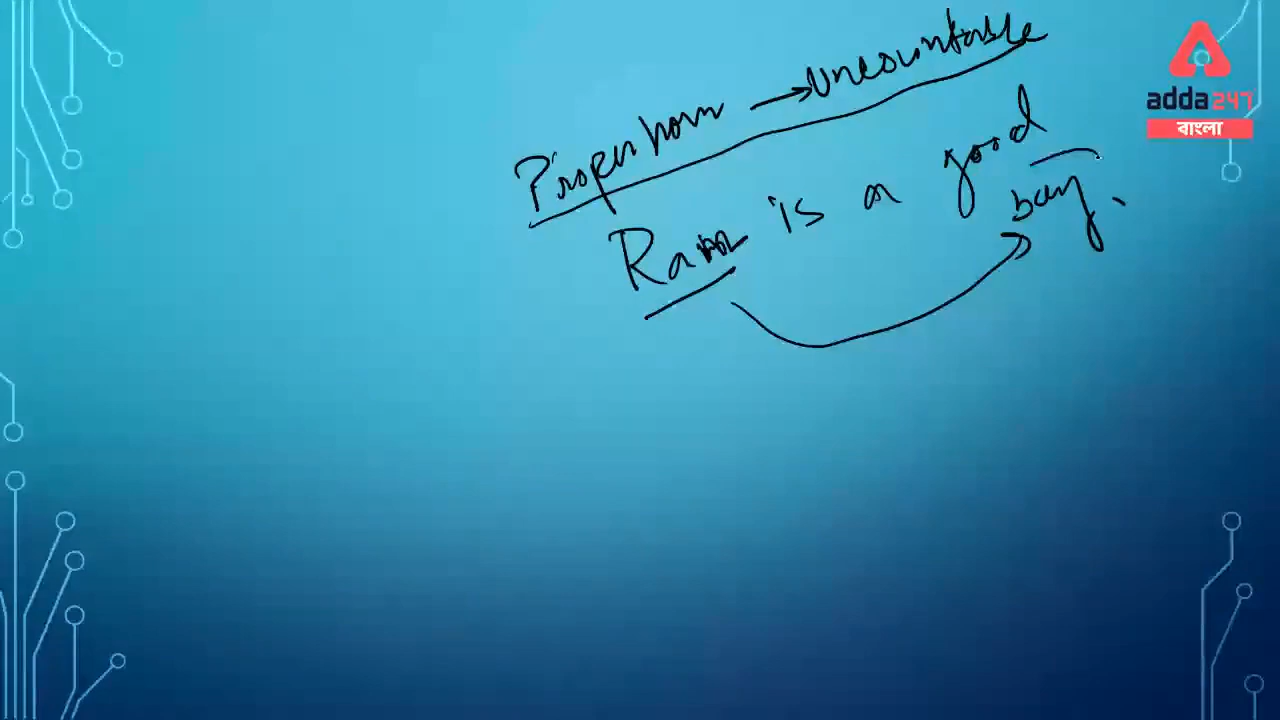 Proper noun → Uncountable
Ram is a good
boy.
adda247
বাংলা